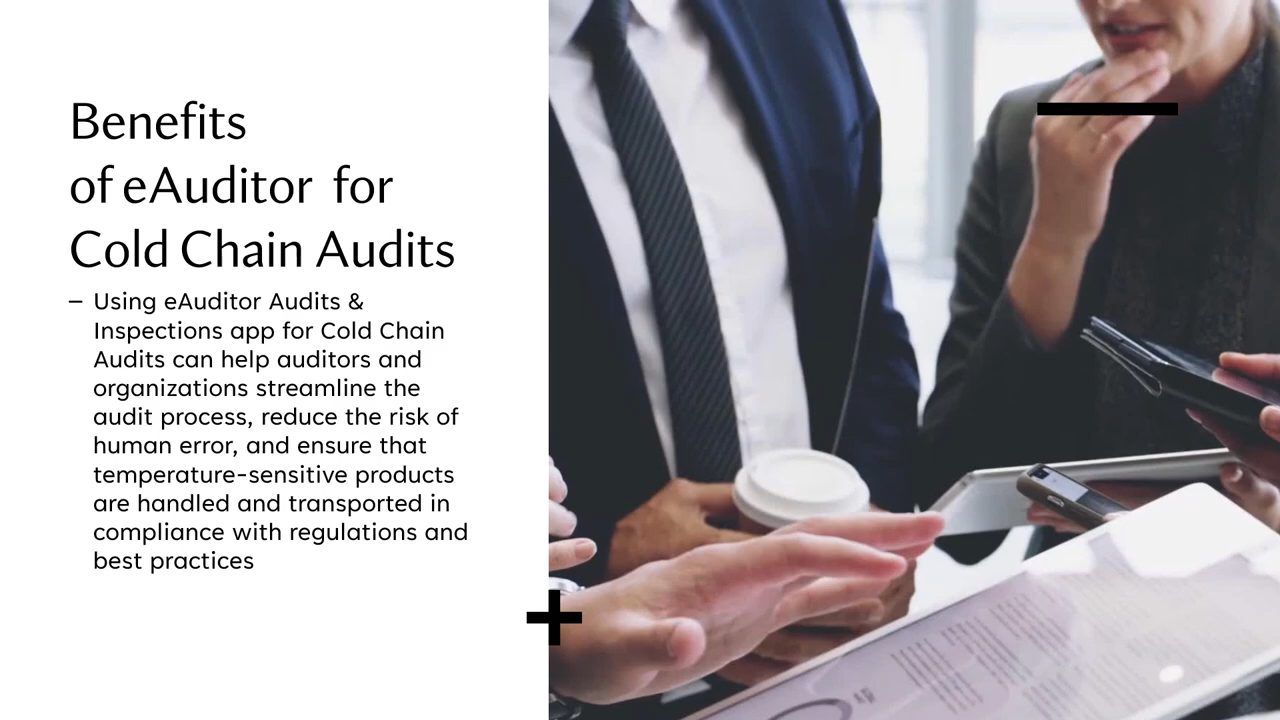 Benefits
of eAuditor for
Cold Chain Audits
– Using eAuditor Audits &
Inspections app for Cold Chain
Audits can help auditors and
organizations streamline the
audit process, reduce the risk of
human error, and ensure that
temperature-sensitive products
are handled and transported in
compliance with regulations and
best practices